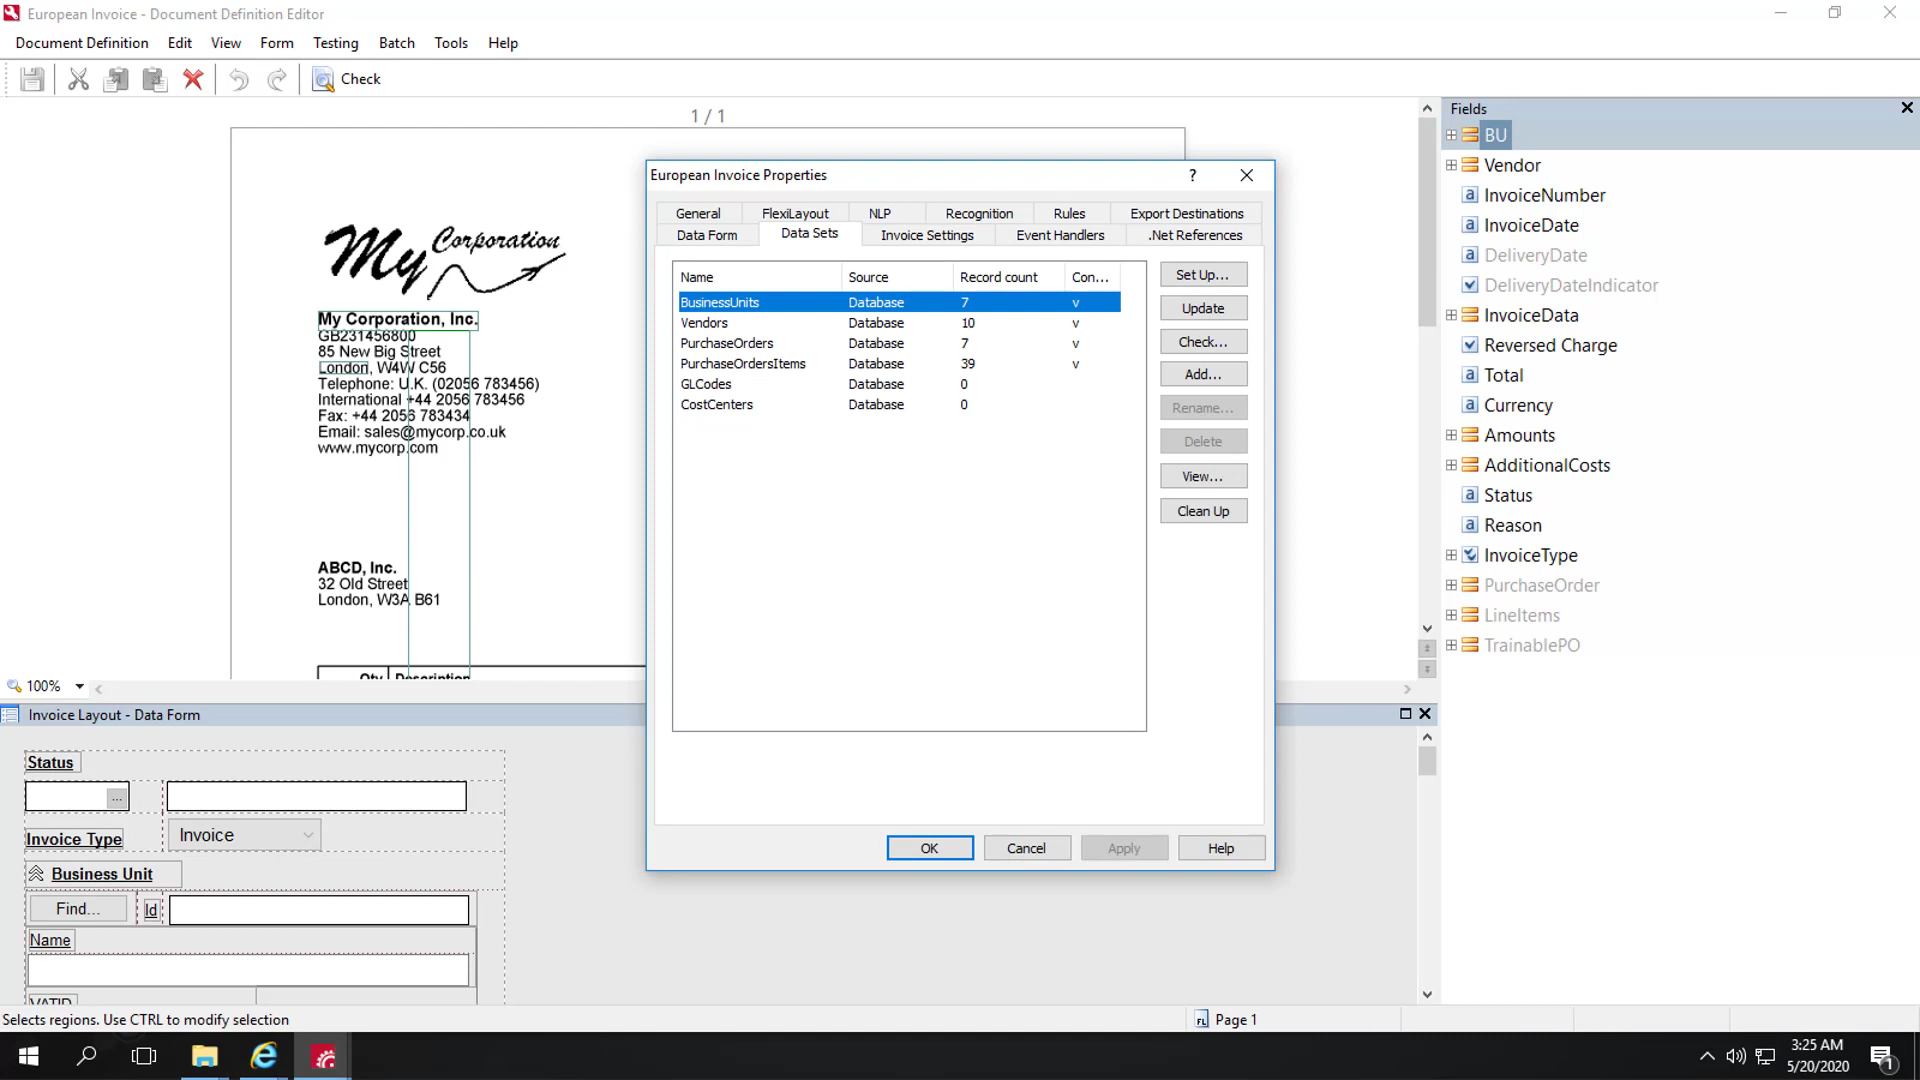 European Invoice - Document Definition Editor
Document Definition Edit View Form Testing Batch Tools Help
Check
1 / 1
My Corporation
My Corporation, Inc.
GB231456800
85 New Big Street
London, W4W C56
Telephone: U.K. (02056 783456)
International +44 2056 783456
Fax: +44 2056 783434
Email: sales@mycorp.co.uk
www.mycorp.com
ABCD, Inc.
32 Old Street
London, W3A B61
Qty Description
100%
European Invoice Properties
?
General FlexiLayout NLP Recognition Rules Export Destinations
Data Form Data Sets Invoice Settings Event Handlers .Net References
Name Source Record count Con...
BusinessUnits Database 7 v
Vendors Database 10 v
PurchaseOrders Database 7 v
PurchaseOrdersItems Database 39 v
GLCodes Database 0
CostCenters Database 0
Set Up...
Update
Check...
Add...
Rename...
Delete
View...
Clean Up
OK Cancel Apply Help
Fields
BU
Vendor
InvoiceNumber
InvoiceDate
DeliveryDate
DeliveryDateIndicator
InvoiceData
Reversed Charge
Total
Currency
Amounts
AdditionalCosts
Status
Reason
InvoiceType
PurchaseOrder
LineItems
TrainablePO
Invoice Layout - Data Form
Status
...
Invoice Type Invoice
Business Unit
Find... Id
Name
VATID
Selects regions. Use CTRL to modify selection
Page 1
3:25 AM
5/20/2020
1